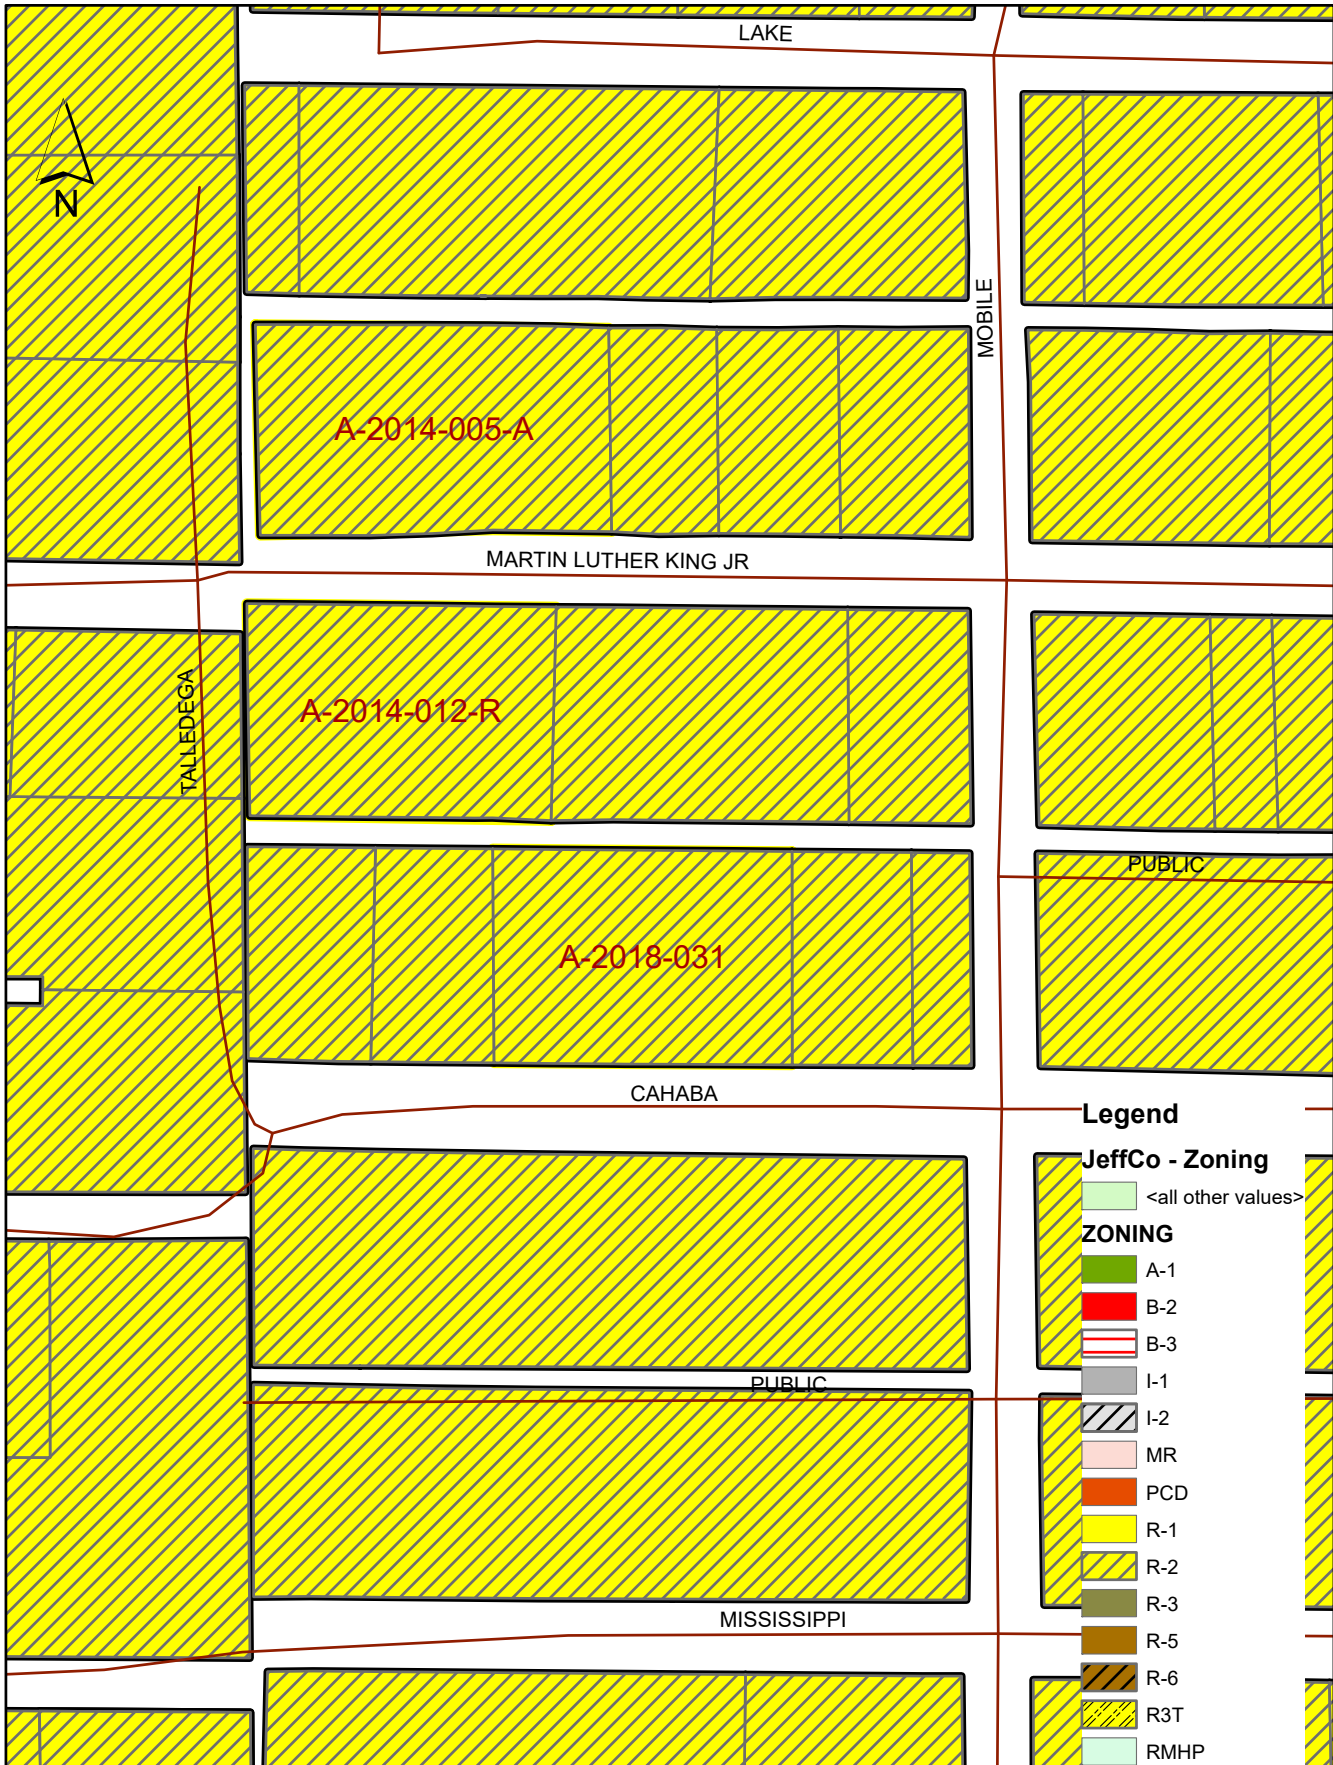 LAKE
N
MOBILE
A-2014-005-A
MARTIN LUTHER KING JR
TALLEDEGA
A-2014-012-R
PUBLIC
A-2018-031
CAHABA
Legend
JeffCo - Zoning
<all other values>
ZONING
A-1
B-2
B-3
I-1
I-2
MR
PCD
R-1
R-2
R-3
R-5
R-6
R3T
RMHP
PUBLIC
MISSISSIPPI